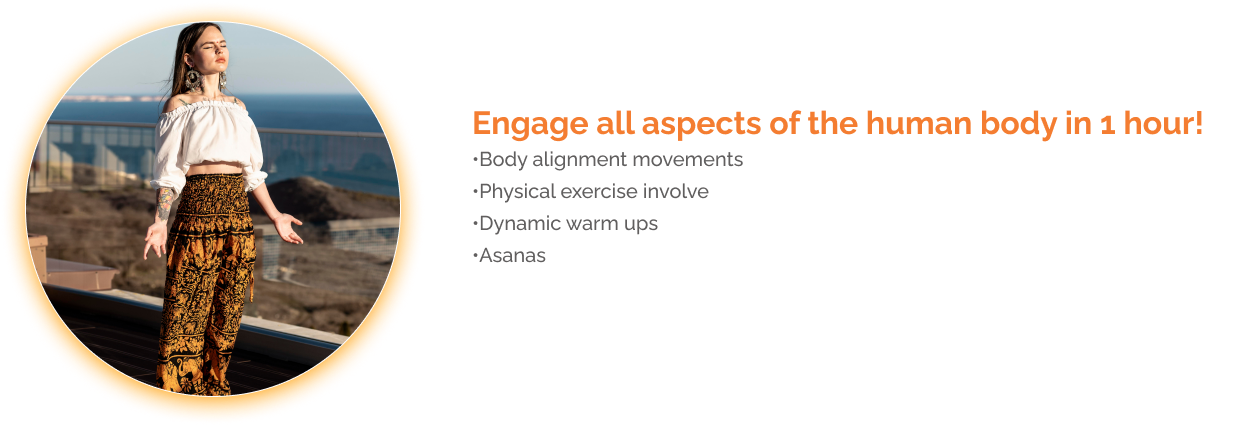 Engage all aspects of the human body in 1 hour!
•Body alignment movements
•Physical exercise involve
•Dynamic warm ups
•Asanas